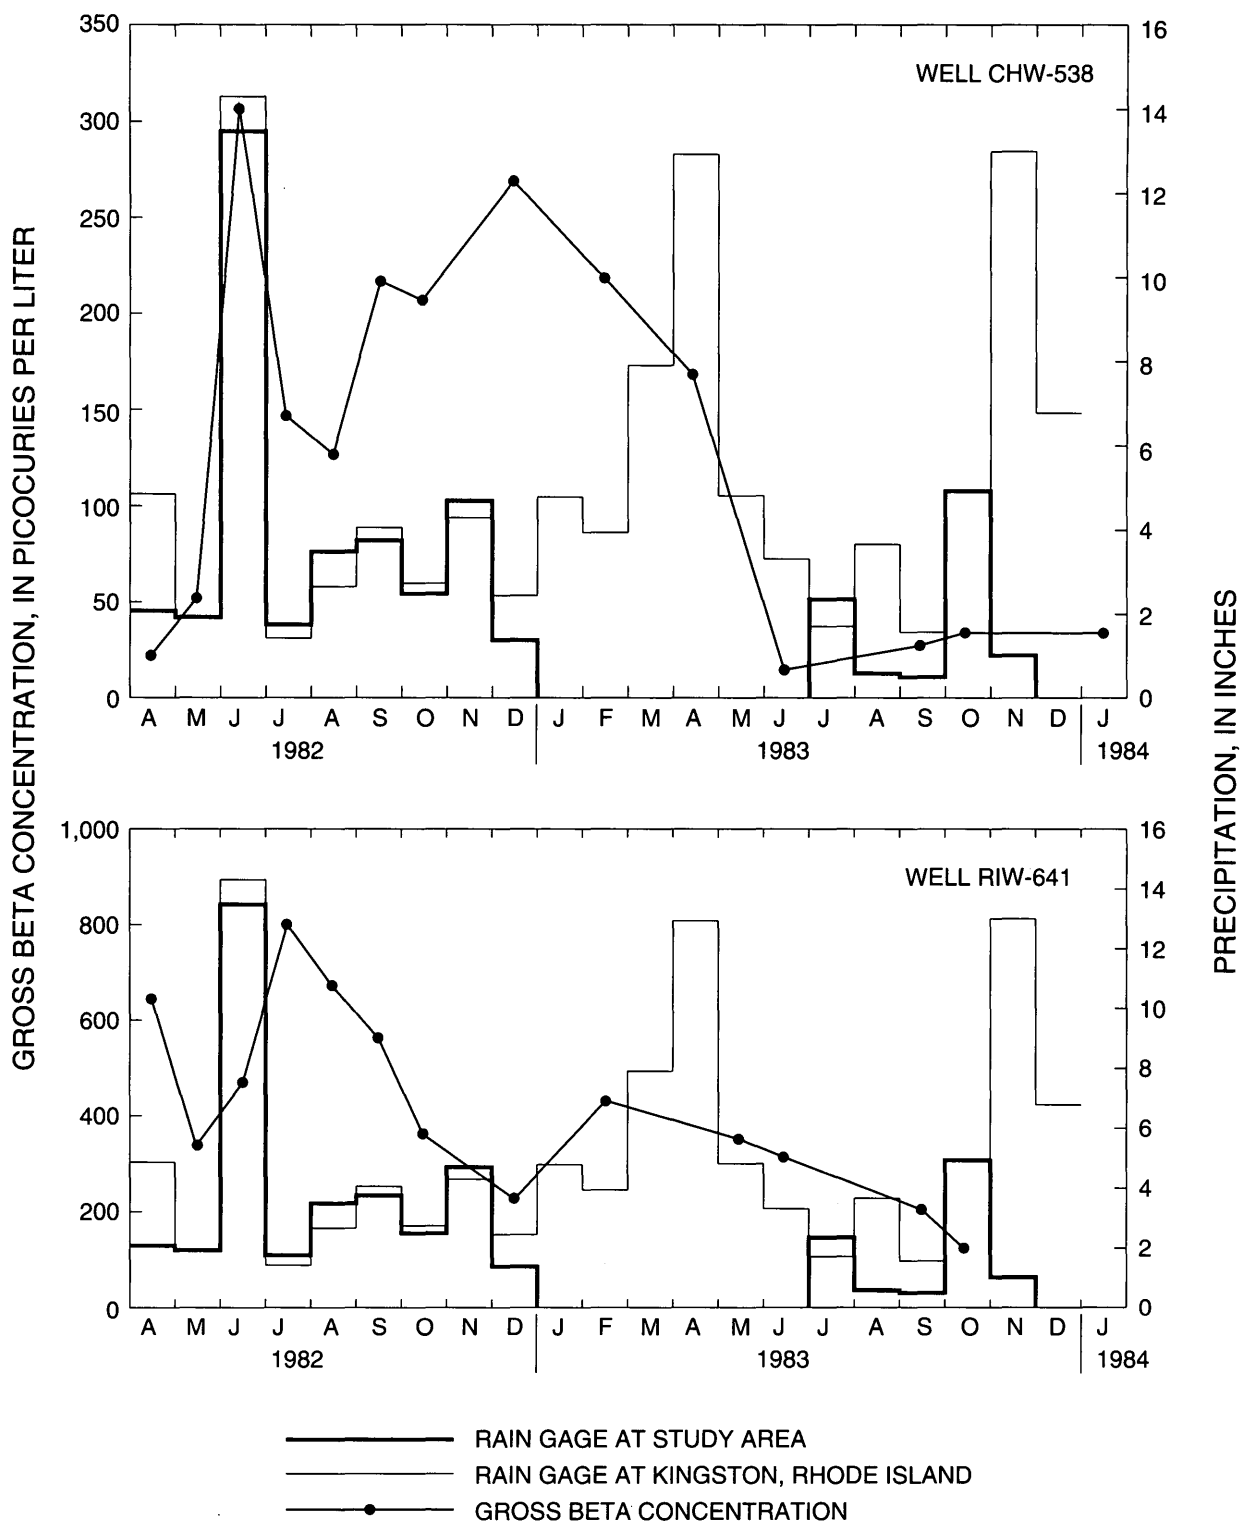 GROSS BETA CONCENTRATION, IN PICOCURIES PER LITER
PRECIPITATION, IN INCHES
WELL CHW-538
350
300
250
200
150
100
50
0
16
14
12
10
8
6
4
2
0
A M J J A S O N D J F M A M J J A S O N D J
1982 1983 1984
WELL RIW-641
1,000
800
600
400
200
0
16
14
12
10
8
6
4
2
0
A M J J A S O N D J F M A M J J A S O N D J
1982 1983 1984
RAIN GAGE AT STUDY AREA
RAIN GAGE AT KINGSTON, RHODE ISLAND
GROSS BETA CONCENTRATION